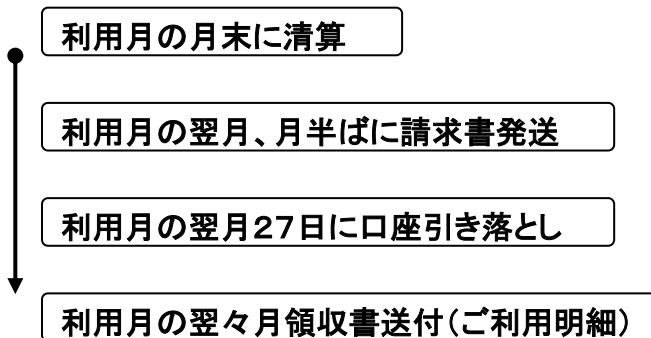 利用月の月末に清算
利用月の翌月、月半ばに請求書発送
利用月の翌月27日に口座引き落とし
利用月の翌々月領収書送付(ご利用明細)